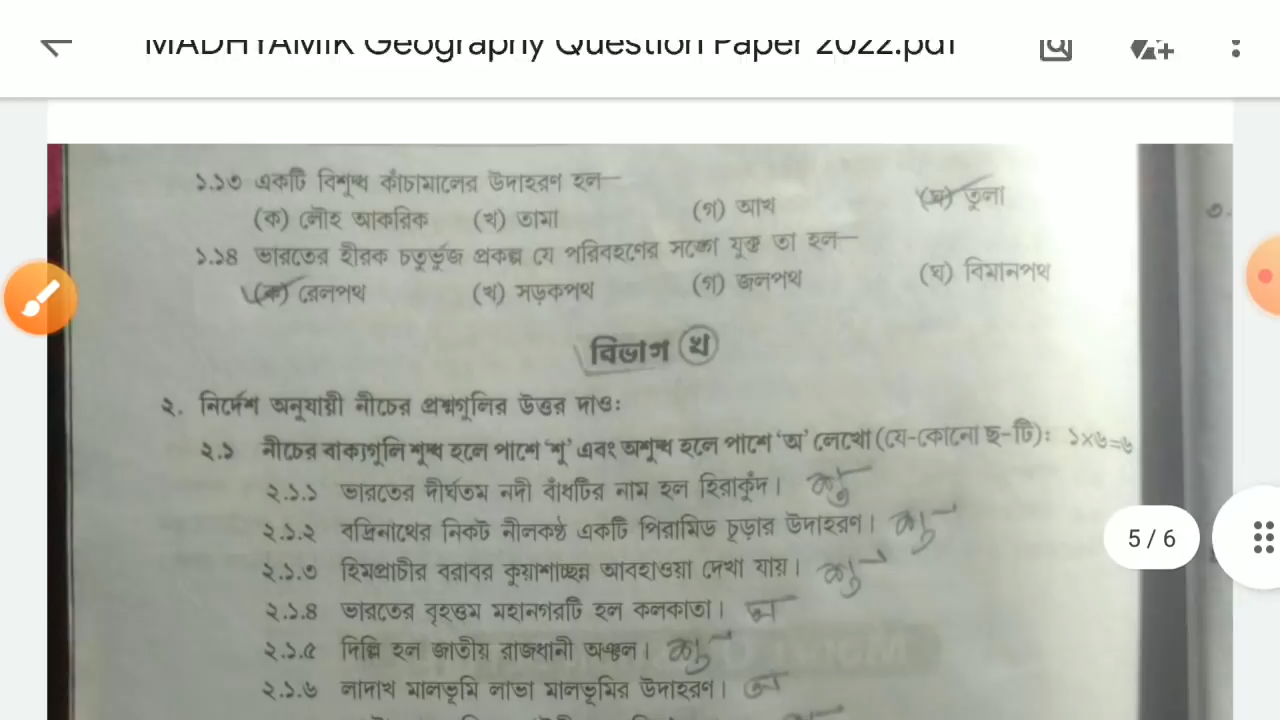 MADHYAMIK Geography Question Paper 2022.pdf
১.১৩ একটি বিশুদ্ধ কাঁচামালের উদাহরণ হল—
(ক) লৌহ আকরিক (খ) তামা (গ) আখ (ঘ) তুলা
১.১৪ ভারতের হীরক চতুর্ভুজ প্রকল্প যে পরিবহণের সঙ্গে যুক্ত তা হল—
(ক) রেলপথ (খ) সড়কপথ (গ) জলপথ (ঘ) বিমানপথ
৩.
বিভাগ খ
২. নির্দেশ অনুযায়ী নীচের প্রশ্নগুলির উত্তর দাও:
২.১ নীচের বাক্যগুলি শুদ্ধ হলে পাশে 'শু' এবং অশুদ্ধ হলে পাশে 'অ' লেখো (যে-কোনো ছ-টি): ১×৬=৬
২.১.১ ভারতের দীর্ঘতম নদী বাঁধটির নাম হল হিরাকুঁদ। শু
২.১.২ বদ্রিনাথের নিকট নীলকণ্ঠ একটি পিরামিড চূড়ার উদাহরণ। শু
২.১.৩ হিমপ্রাচীর বরাবর কুয়াশাচ্ছন্ন আবহাওয়া দেখা যায়। শু
5 / 6
২.১.৪ ভারতের বৃহত্তম মহানগরটি হল কলকাতা। অ
২.১.৫ দিল্লি হল জাতীয় রাজধানী অঞ্চল। শু
২.১.৬ লাদাখ মালভূমি লাভা মালভূমির উদাহরণ। অ